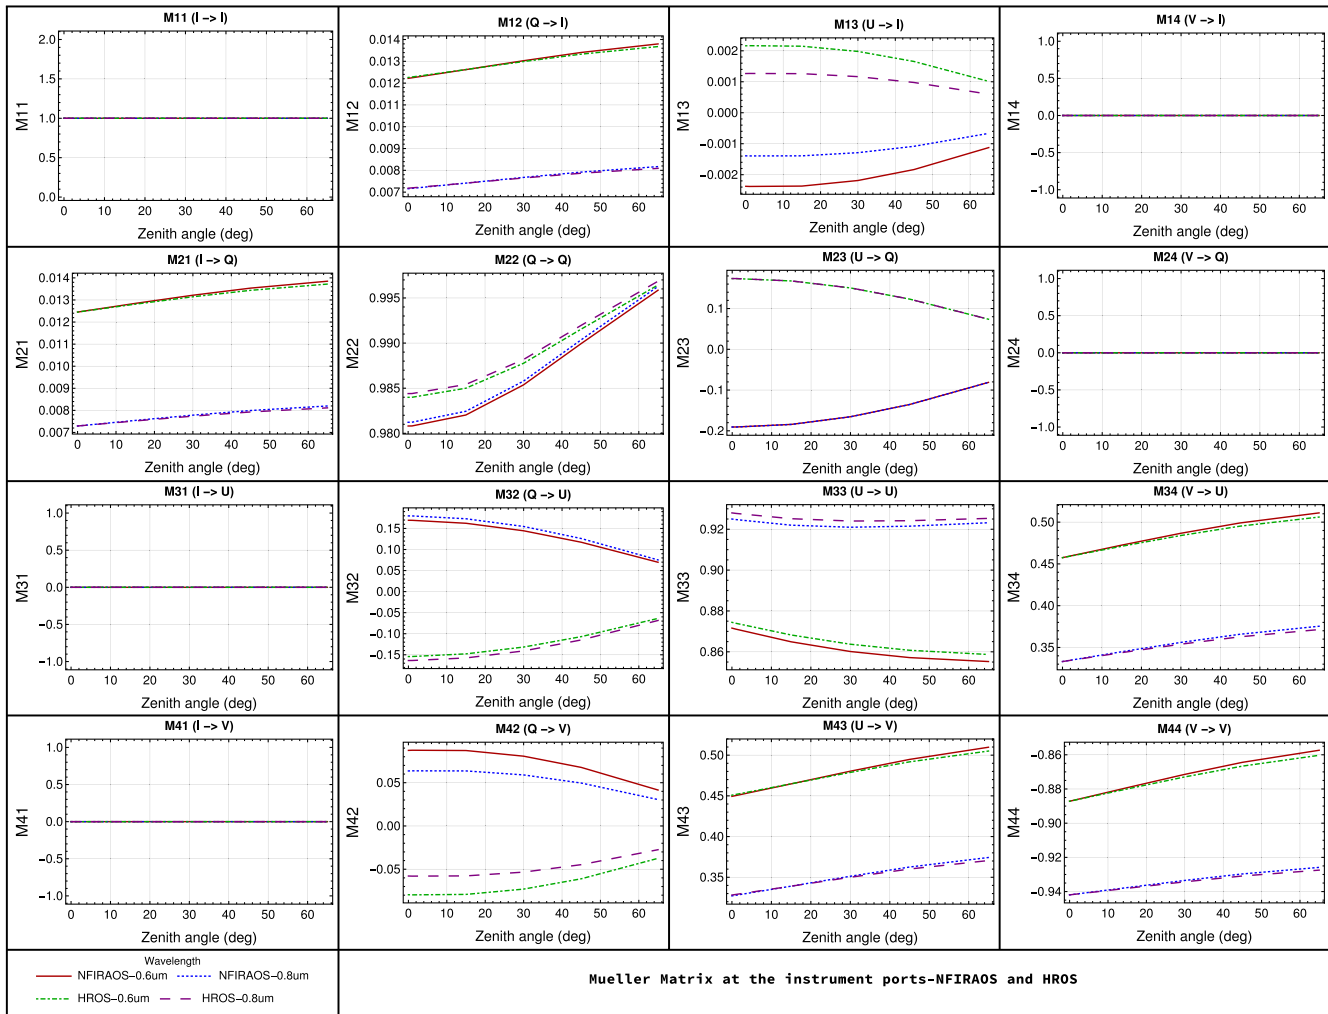 M11 (I -> I)
M12 (Q -> I)
M13 (U -> I)
M14 (V -> I)
M11
2.0
1.5
1.0
1.0
0.0
0 10 20 30 40 50 60
Zenith angle (deg)
M12
0.014
0.013
0.012
0.011
0.010
0.009
0.008
0.007
0 10 20 30 40 50 60
Zenith angle (deg)
M13
0.002
0.001
0.000
−0.001
−0.002
0 10 20 30 40 50 60
Zenith angle (deg)
M14
1.0
0.5
0.0
−0.5
−1.0
0 10 20 30 40 50 60
Zenith angle (deg)
M21 (I -> Q)
M22 (Q -> Q)
M23 (U -> Q)
M24 (V -> Q)
M21
0.014
0.013
0.012
0.011
0.010
0.009
0.008
0.007
0 10 20 30 40 50 60
Zenith angle (deg)
M22
0.995
0.990
0.985
0.980
0 10 20 30 40 50 60
Zenith angle (deg)
M23
0.1
0.0
−0.1
−0.2
0 10 20 30 40 50 60
Zenith angle (deg)
M24
1.0
0.5
0.0
−0.5
−1.0
0 10 20 30 40 50 60
Zenith angle (deg)
M31 (I -> U)
M32 (Q -> U)
M33 (U -> U)
M34 (V -> U)
M31
1.0
0.5
0.0
−0.5
−1.0
0 10 20 30 40 50 60
Zenith angle (deg)
M32
0.15
0.10
0.05
0.00
−0.05
−0.10
−0.15
0 10 20 30 40 50 60
Zenith angle (deg)
M33
0.92
0.90
0.88
0.86
0 10 20 30 40 50 60
Zenith angle (deg)
M34
0.50
0.45
0.40
0.35
0 10 20 30 40 50 60
Zenith angle (deg)
M41 (I -> V)
M42 (Q -> V)
M43 (U -> V)
M44 (V -> V)
M41
1.0
0.5
0.0
−0.5
−1.0
0 10 20 30 40 50 60
Zenith angle (deg)
M42
0.05
0.00
−0.05
0 10 20 30 40 50 60
Zenith angle (deg)
M43
0.50
0.45
0.40
0.35
0 10 20 30 40 50 60
Zenith angle (deg)
M44
−0.86
−0.88
−0.90
−0.92
−0.94
0 10 20 30 40 50 60
Zenith angle (deg)
Wavelength
NFIRAOS−0.6um NFIRAOS−0.8um
HROS−0.6um HROS−0.8um
Mueller Matrix at the instrument ports-NFIRAOS and HROS